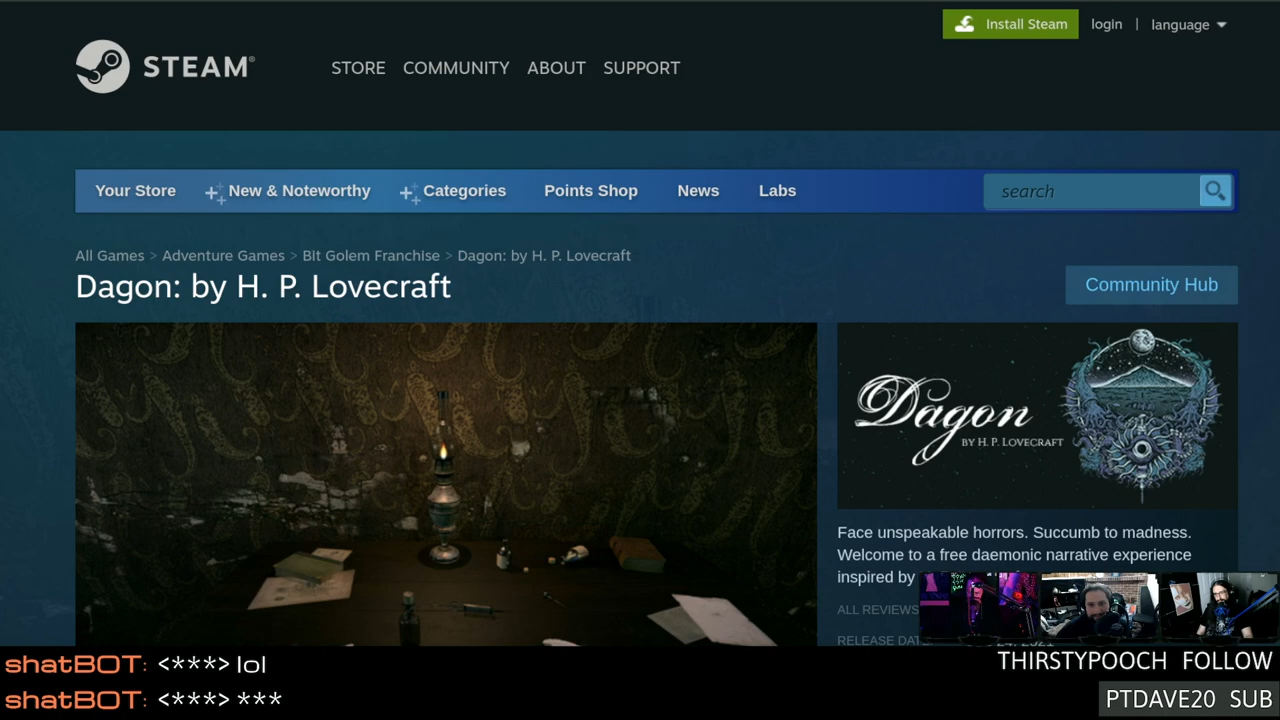 Install Steam login | language
STEAM®
STORE COMMUNITY ABOUT SUPPORT
Your Store New & Noteworthy Categories Points Shop News Labs
search
All Games > Adventure Games > Bit Golem Franchise > Dagon: by H. P. Lovecraft
Dagon: by H. P. Lovecraft
Community Hub
Dagon
BY H. P. LOVECRAFT
Face unspeakable horrors. Succumb to madness.
Welcome to a free daemonic narrative experience
inspired by
ALL REVIEWS
RELEASE
shatBOT: <***> lol
shatBOT: <***> ***
THIRSTYPOOCH FOLLOW
PTDAVE20 SUB